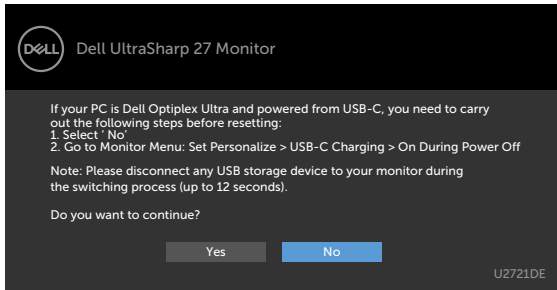 DELL
Dell UltraSharp 27 Monitor
If your PC is Dell Optiplex Ultra and powered from USB-C, you need to carry
out the following steps before resetting:
1. Select ‘ No’
2. Go to Monitor Menu: Set Personalize > USB-C Charging > On During Power Off
Note: Please disconnect any USB storage device to your monitor during
the switching process (up to 12 seconds).
Do you want to continue?
Yes No
U2721DE